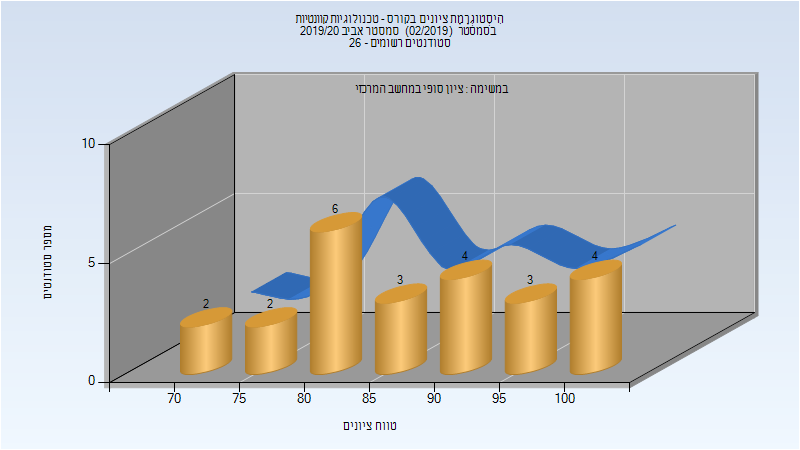 היסטוגרמת ציונים בקורס - טכנולוגיות קוונטיות
בסמסטר (02/2019) סמסטר אביב 2019/20
סטודנטים רשומים - 26
במשימה : ציון סופי במחשב המרכזי
מספר סטודנטים
10
5
0
2
2
6
3
4
3
4
70
75
80
85
90
95
100
טווח ציונים